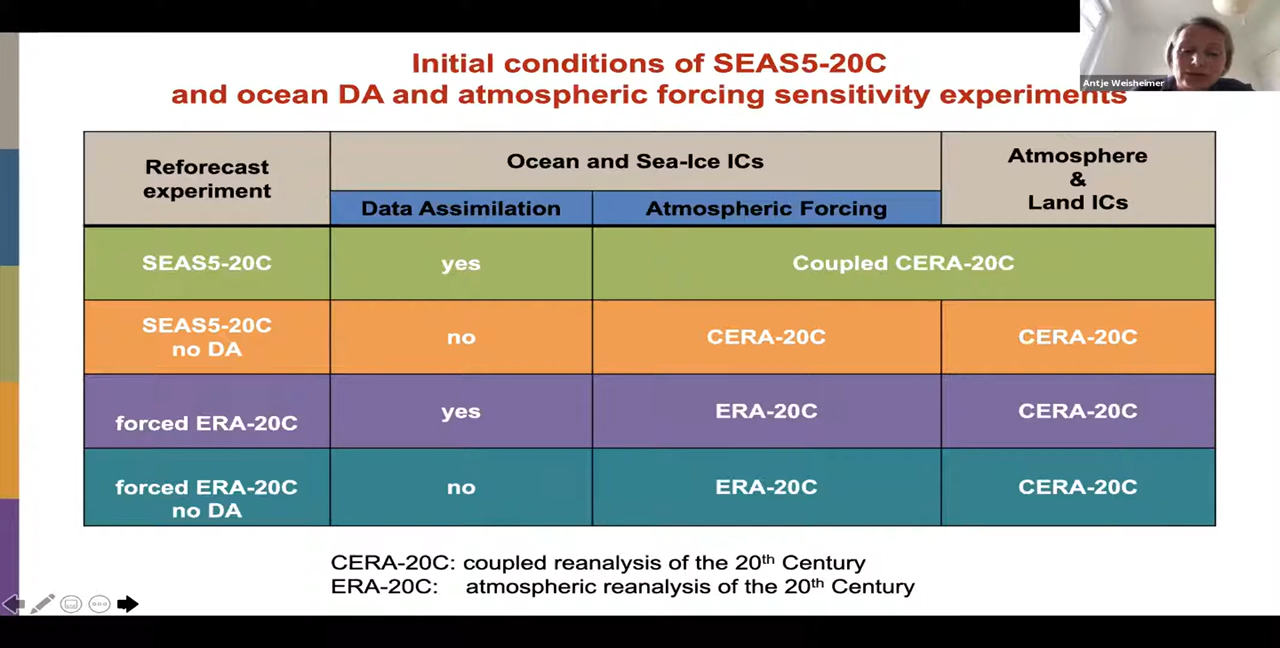 Initial conditions of SEAS5-20C
and ocean DA and atmospheric forcing sensitivity experiments
Antje Weisheimer
Reforecast
experiment
Ocean and Sea-Ice ICs
Atmosphere
&
Land ICs
Data Assimilation
Atmospheric Forcing
SEAS5-20C
yes
Coupled CERA-20C
SEAS5-20C
no DA
no
CERA-20C
CERA-20C
forced ERA-20C
yes
ERA-20C
CERA-20C
forced ERA-20C
no DA
no
ERA-20C
CERA-20C
CERA-20C: coupled reanalysis of the 20th Century
ERA-20C: atmospheric reanalysis of the 20th Century